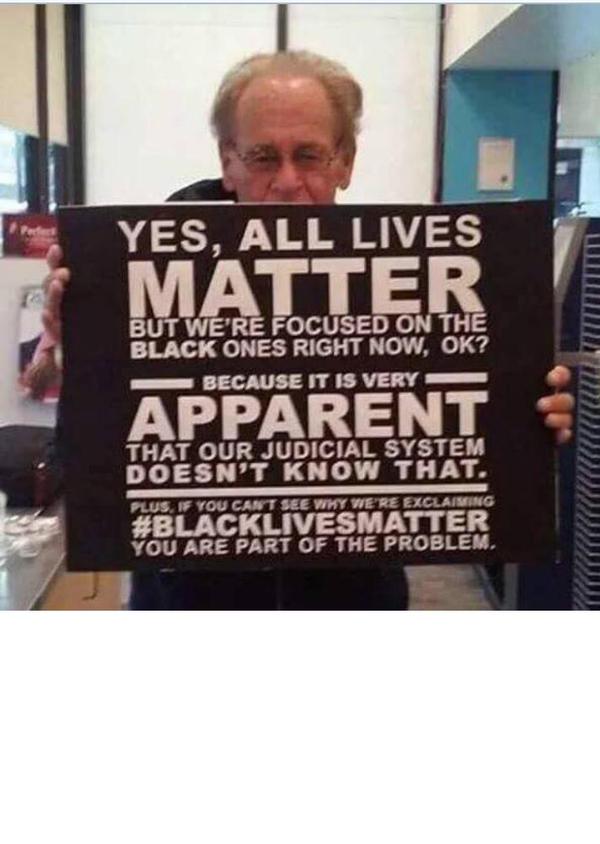 Perfect
YES, ALL LIVES
MATTER
BUT WE'RE FOCUSED ON THE
BLACK ONES RIGHT NOW, OK?
BECAUSE IT IS VERY
APPARENT
THAT OUR JUDICIAL SYSTEM
DOESN'T KNOW THAT.
PLUS, IF YOU CAN'T SEE WHY WE'RE EXCLAIMING
#BLACKLIVESMATTER
YOU ARE PART OF THE PROBLEM.